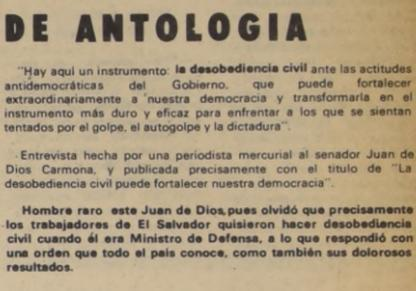 DE ANTOLOGIA
"Hay aquí un instrumento: la desobediencia civil ante las actitudes
antidemocráticas del Gobierno, que puede fortalecer
extraordinariamente a nuestra democracia y transformarla en el
instrumento más duro y eficaz para enfrentar a los que se sientan
tentados por el golpe, el autogolpe y la dictadura".
Entrevista hecha por una periodista mercurial al senador Juan de
Dios Carmona, y publicada precisamente con el titulo de "La
desobediencia civil puede fortalecer nuestra democracia".
Hombre raro este Juan de Dios, pues olvidó que precisamente
los trabajadores de El Salvador quisieron hacer desobediencia
civil cuando él era Ministro de Defensa, a lo que respondió con
una orden que todo el país conoce, como también sus dolorosos
resultados.